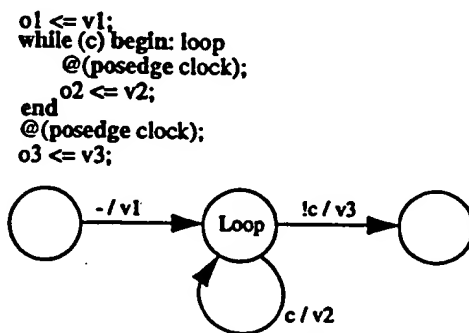 o1 <= v1;
while (c) begin: loop
@(posedge clock);
o2 <= v2;
end
@(posedge clock);
o3 <= v3;
- / v1
Loop
!c / v3
c / v2